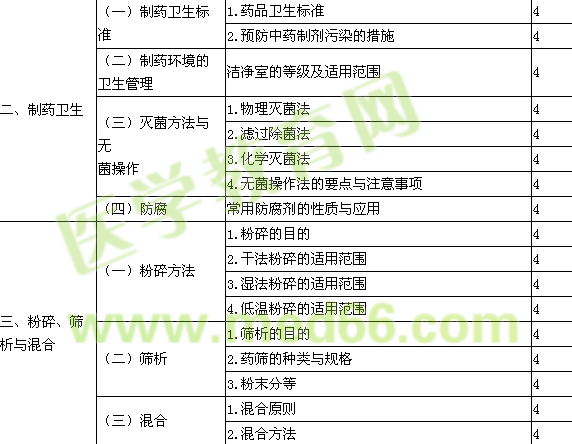 （一）制药卫生标
准
1.药品卫生标准
4
2.预防中药制剂污染的措施
4
二、制药卫生
（二）制药环境的
卫生管理
洁净室的等级及适用范围
4
（三）灭菌方法与
无
菌操作
1.物理灭菌法
4
2.滤过除菌法
4
3.化学灭菌法
4
4.无菌操作法的要点与注意事项
4
（四）防腐
常用防腐剂的性质与应用
4
三、粉碎、筛
析与混合
（一）粉碎方法
1.粉碎的目的
4
2.干法粉碎的适用范围
4
3.湿法粉碎的适用范围
4
4.低温粉碎的适用范围
4
（二）筛析
1.筛析的目的
4
2.药筛的种类与规格
4
3.粉末分等
4
（三）混合
1.混合原则
4
2.混合方法
4
医学教育网
www.med66.com